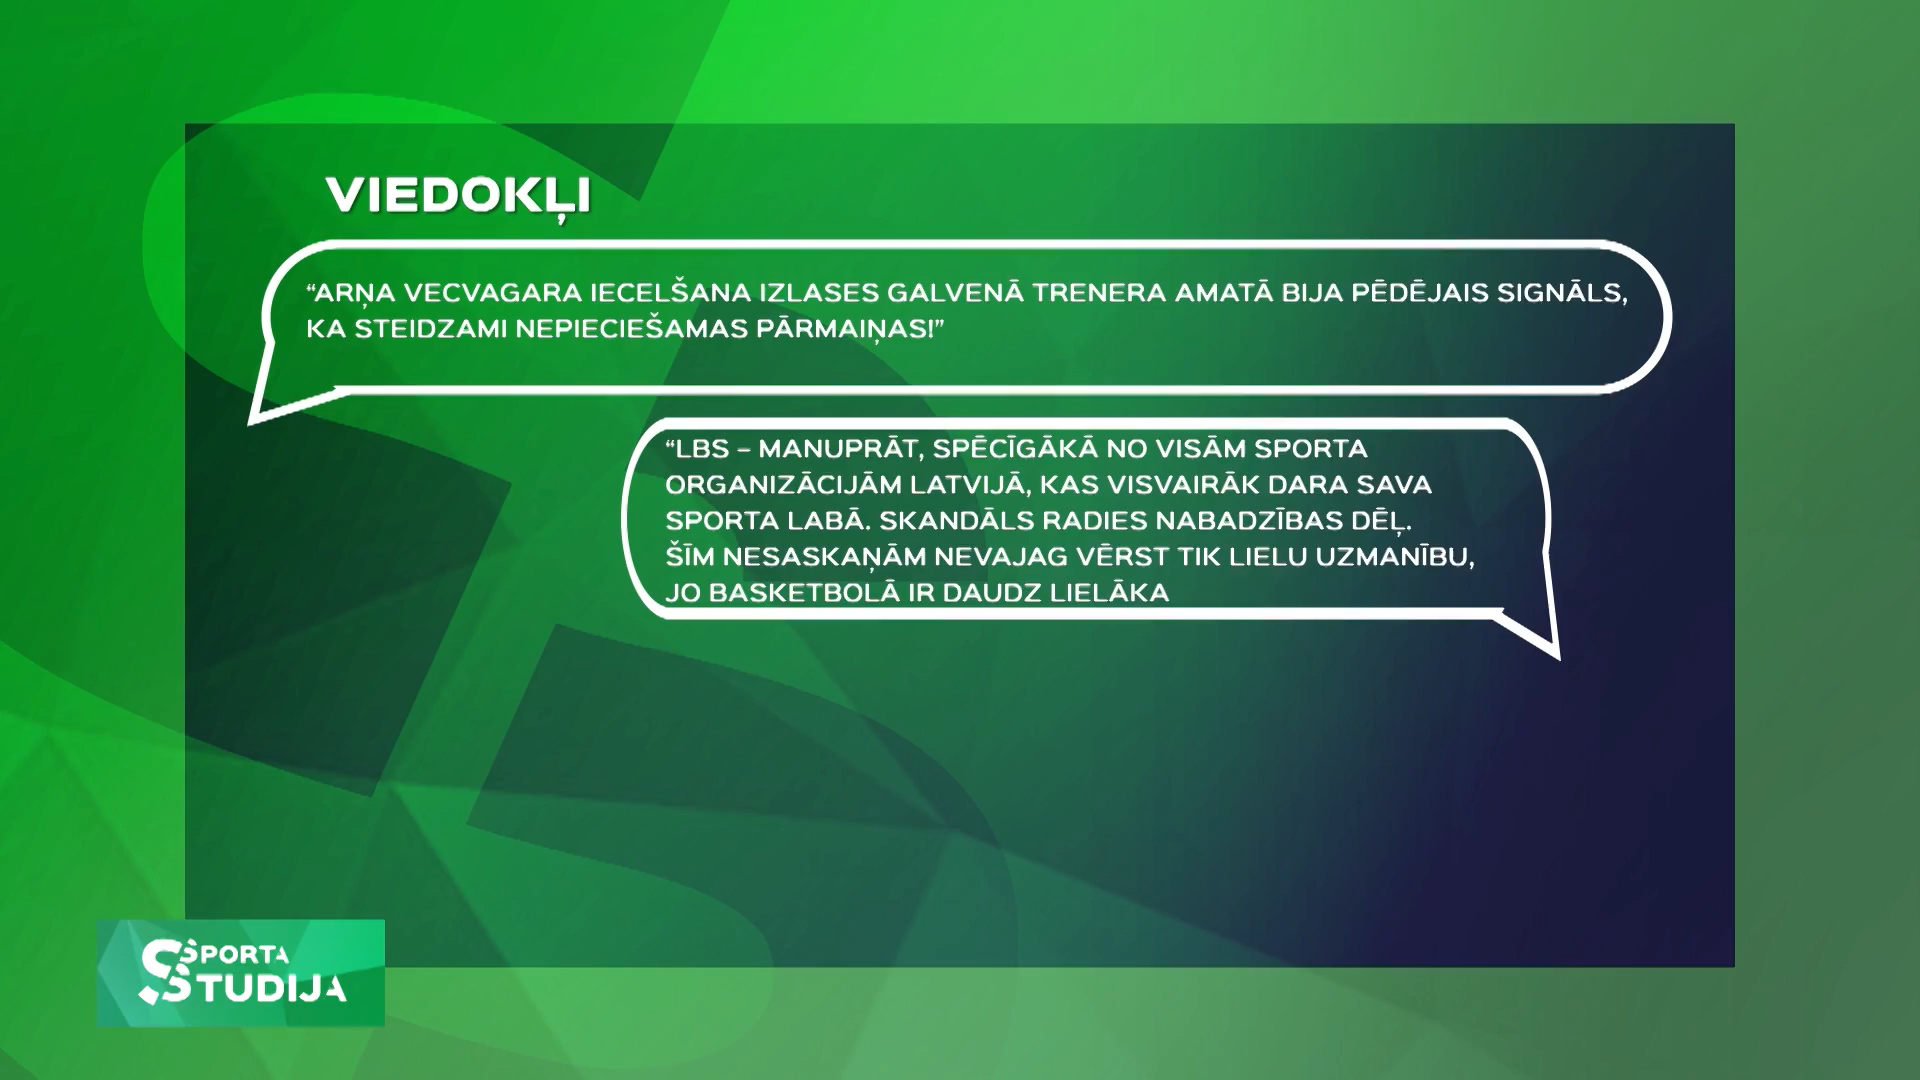 VIEDOKĻI
“ARŅA VECVAGARA IECELŠANA IZLASES GALVENĀ TRENERA AMATĀ BIJA PĒDĒJAIS SIGNĀLS,
KA STEIDZAMI NEPIECIEŠAMAS PĀRMAIŅAS!”
“LBS – MANUPRĀT, SPĒCĪGĀKĀ NO VISĀM SPORTA
ORGANIZĀCIJĀM LATVIJĀ, KAS VISVAIRĀK DARA SAVA
SPORTA LABĀ. SKANDĀLS RADIES NABADZĪBAS DĒĻ.
ŠĪM NESASKAŅĀM NEVAJAG VĒRST TIK LIELU UZMANĪBU,
JO BASKETBOLĀ IR DAUDZ LIELĀKA
SPORTA
STUDIJA